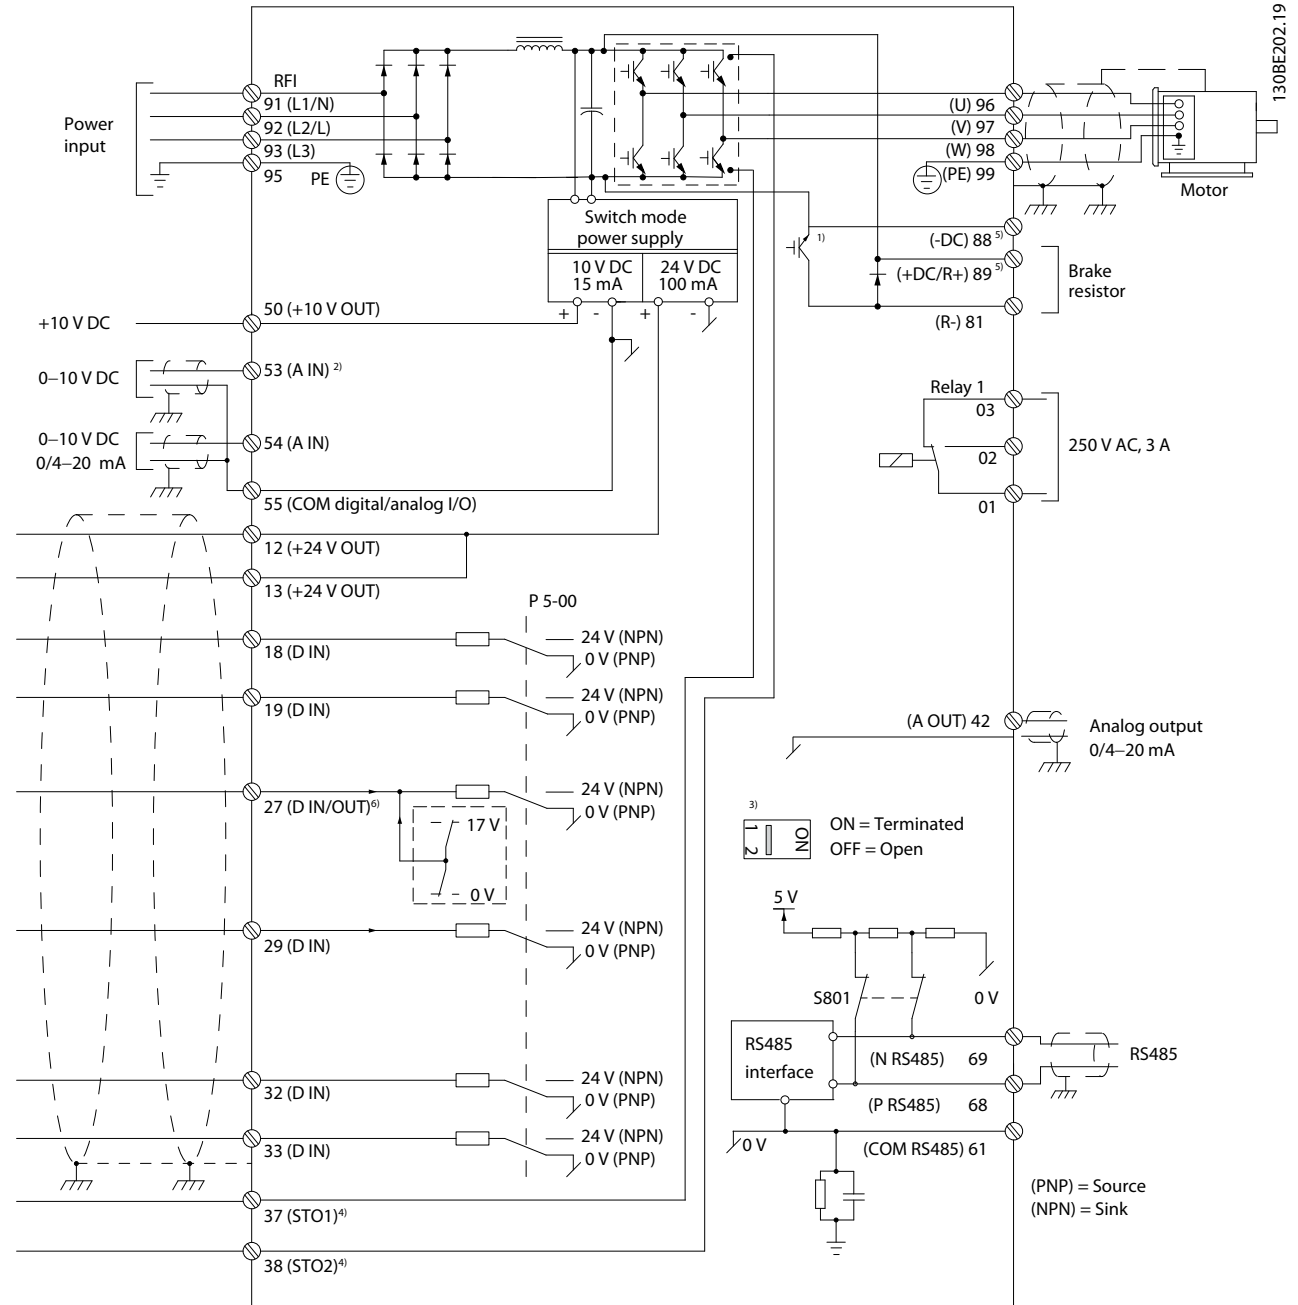 130BE202.19
RFI
91 (L1/N)
92 (L2/L)
93 (L3)
95
PE
Power
input
(U) 96
(V) 97
(W) 98
(PE) 99
Motor
Switch mode
power supply
10 V DC
15 mA
24 V DC
100 mA
+
-
+
-
1)
(-DC) 88 5)
(+DC/R+) 89 5)
(R-) 81
Brake
resistor
+10 V DC
50 (+10 V OUT)
0–10 V DC
53 (A IN) 2)
0–10 V DC
0/4–20 mA
54 (A IN)
55 (COM digital/analog I/O)
Relay 1
03
02
01
250 V AC, 3 A
12 (+24 V OUT)
13 (+24 V OUT)
P 5-00
18 (D IN)
24 V (NPN)
0 V (PNP)
19 (D IN)
24 V (NPN)
0 V (PNP)
27 (D IN/OUT)6)
24 V (NPN)
0 V (PNP)
17 V
0 V
29 (D IN)
24 V (NPN)
0 V (PNP)
32 (D IN)
24 V (NPN)
0 V (PNP)
33 (D IN)
24 V (NPN)
0 V (PNP)
37 (STO1)4)
38 (STO2)4)
(A OUT) 42
Analog output
0/4–20 mA
3)
1 2
ON
ON = Terminated
OFF = Open
5 V
S801
0 V
RS485
interface
(N RS485) 69
(P RS485) 68
RS485
0 V
(COM RS485) 61
(PNP) = Source
(NPN) = Sink